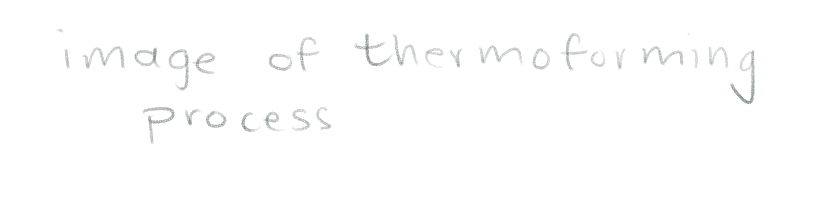 image of thermoforming
process